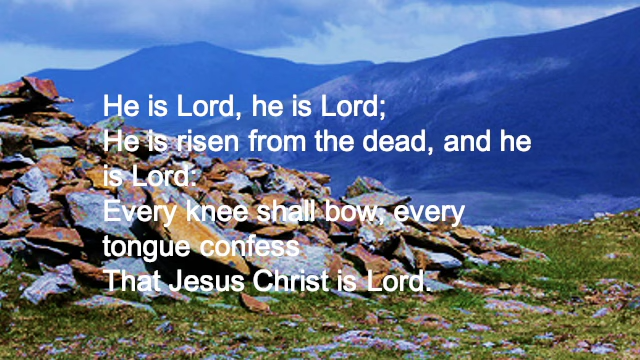 He is Lord, he is Lord;
He is risen from the dead, and he
is Lord:
Every knee shall bow, every
tongue confess
That Jesus Christ is Lord.